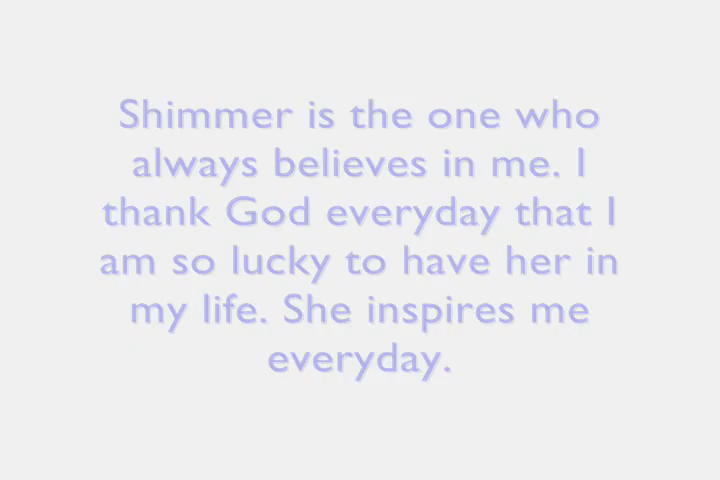 Shimmer is the one who
always believes in me. I
thank God everyday that I
am so lucky to have her in
my life. She inspires me
everyday.